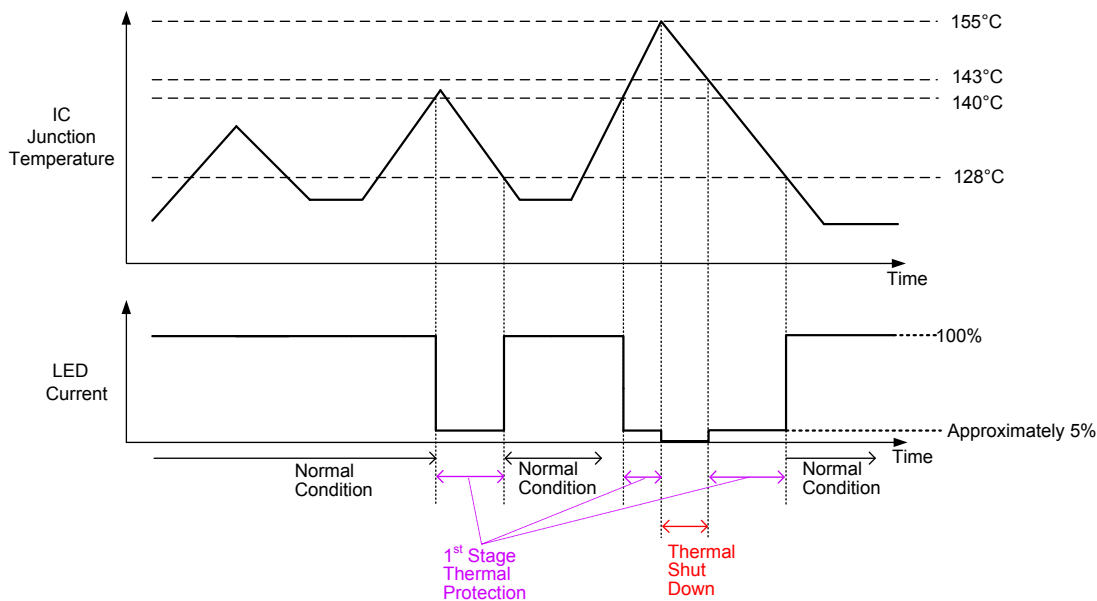 155°C
143°C
140°C
128°C
IC
Junction
Temperature
Time
100%
LED
Current
Approximately 5%
Time
Normal
Condition
Normal
Condition
Normal
Condition
1st Stage
Thermal
Protection
Thermal
Shut
Down